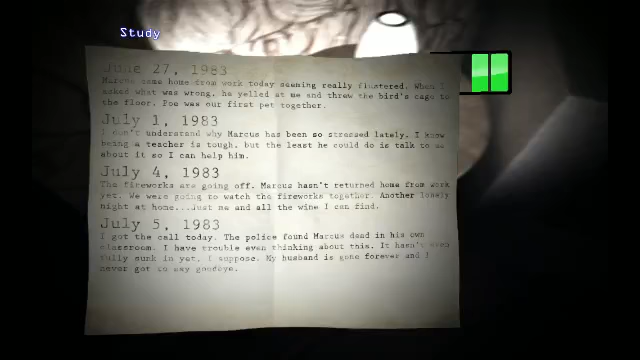 Study
June 27, 1983
Marcus came home from work today seeming really flustered. When I
asked what was wrong, he yelled at me and threw the bird's cage to
the floor. Poe was our first pet together.
July 1, 1983
I don't understand why Marcus has been so stressed lately. I know
being a teacher is tough, but the least he could do is talk to me
about it so I can help him.
July 4, 1983
The fireworks are going off. Marcus hasn't returned home from work
yet. We were going to watch the fireworks together. Another lonely
night at home...just me and all the wine I can find.
July 5, 1983
I got the call today. The police found Marcus dead in his own
classroom. I have trouble even thinking about this. It hasn't even
fully sunk in yet, I suppose. My husband is gone forever and I
never got to say goodbye.